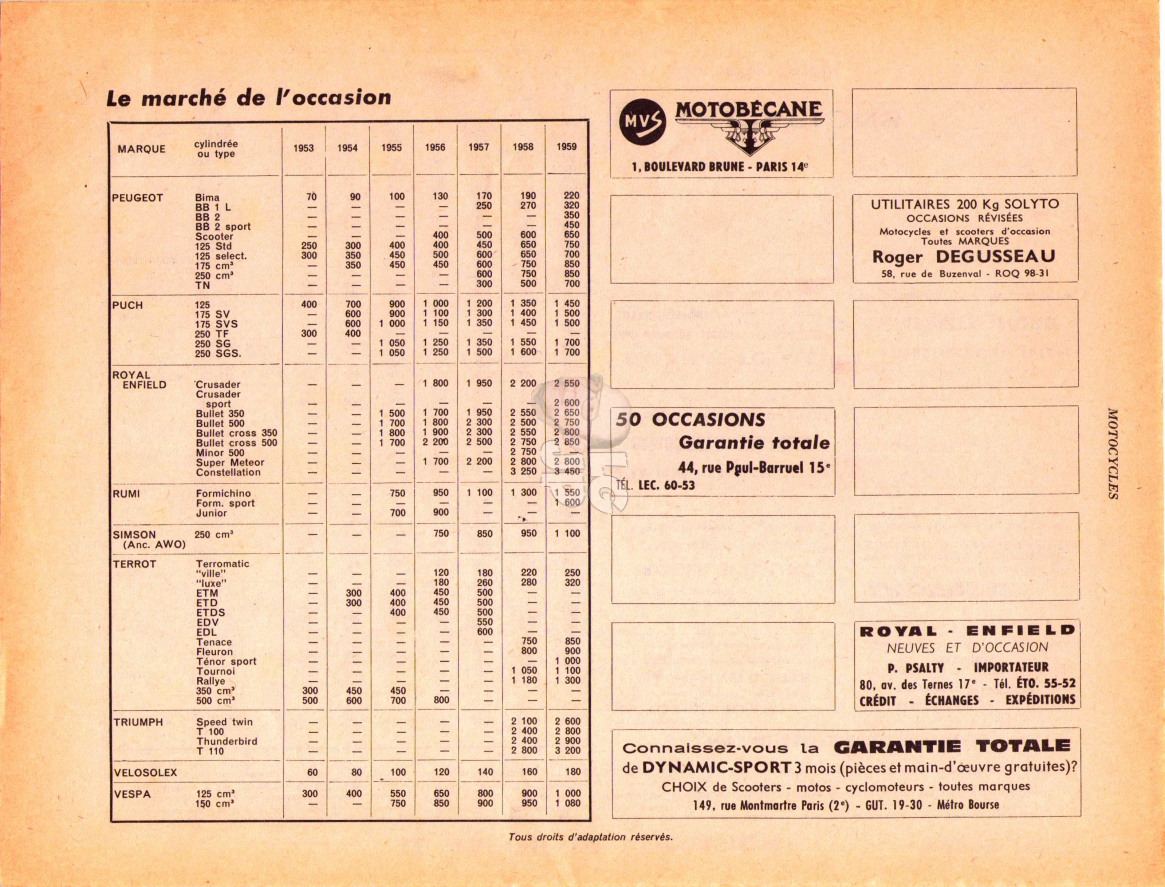 Le marché de l'occasion
MARQUE cylindrée ou type 1953 1954 1955 1956 1957 1958 1959
PEUGEOT Bima 70 90 100 130 170 190 220
BB 1 L — — — — 250 270 320
BB 2 — — — — — — 350
BB 2 sport — — — — — — 450
Scooter — — — 400 500 600 650
125 Std 250 300 400 400 450 650 750
125 select. 300 350 450 500 600 650 700
175 cm³ — 350 450 450 600 750 850
250 cm³ — — — — 600 750 850
TN — — — — 300 500 700
PUCH 125 400 700 900 1 000 1 200 1 350 1 450
175 SV — 600 900 1 100 1 300 1 400 1 500
175 SVS — 600 1 000 1 150 1 350 1 450 1 500
250 TF 300 400 — — — — —
250 SG — — 1 050 1 250 1 350 1 550 1 700
250 SGS. — — 1 050 1 250 1 500 1 600 1 700
ROYAL
ENFIELD Crusader — — — 1 800 1 950 2 200 2 550
Crusader
sport — — — — — — 2 600
Bullet 350 — — 1 500 1 700 1 950 2 550 2 650
Bullet 500 — — 1 700 1 800 2 300 2 500 2 750
Bullet cross 350 — — 1 800 1 900 2 300 2 550 2 800
Bullet cross 500 — — 1 700 2 200 2 500 2 750 2 850
Minor 500 — — — — — 2 750 —
Super Meteor — — — 1 700 2 200 2 800 2 800
Constellation — — — — — 3 250 3 450
RUMI Formichino — — 750 950 1 100 1 300 1 550
Form. sport — — — — — — 1 600
Junior — — 700 900 — — —
SIMSON 250 cm³ — — — 750 850 950 1 100
(Anc. AWO)
TERROT Terromatic
"ville" — — — 120 180 220 250
"luxe" — — — 180 260 280 320
ETM — 300 400 450 500 — —
ETD — 300 400 450 500 — —
ETDS — — 400 450 500 — —
EDV — — — — 550 — —
EDL — — — — 600 — —
Tenace — — — — — 750 850
Fleuron — — — — — 800 900
Ténor sport — — — — — — 1 000
Tournoi — — — — — 1 050 1 100
Rallye — — — — — 1 180 1 300
350 cm³ 300 450 450 — — — —
500 cm³ 500 600 700 800 — — —
TRIUMPH Speed twin — — — — — 2 100 2 600
T 100 — — — — — 2 400 2 800
Thunderbird — — — — — 2 400 2 900
T 110 — — — — — 2 800 3 200
VELOSOLEX 60 80 100 120 140 160 180
VESPA 125 cm³ 300 400 550 650 800 900 1 000
150 cm³ — — 750 850 900 950 1 080
MVS MOTOBÉCANE
1, BOULEVARD BRUNE - PARIS 14e
UTILITAIRES 200 Kg SOLYTO
OCCASIONS RÉVISÉES
Motocycles et scooters d'occasion
Toutes MARQUES
Roger DEGUSSEAU
58, rue de Buzenval - ROQ 98-31
50 OCCASIONS
Garantie totale
44, rue Paul-Barruel 15e
TÉL. LEC. 60-53
ROYAL - ENFIELD
NEUVES ET D'OCCASION
P. PSALTY - IMPORTATEUR
80, av. des Ternes 17e - Tél. ÉTO. 55-52
CRÉDIT - ÉCHANGES - EXPÉDITIONS
Connaissez-vous la GARANTIE TOTALE
de DYNAMIC-SPORT 3 mois (pièces et main-d'œuvre gratuites)?
CHOIX de Scooters - motos - cyclomoteurs - toutes marques
149, rue Montmartre Paris (2e) - GUT. 19-30 - Métro Bourse
MOTOCYCLES
Tous droits d'adaptation réservés.